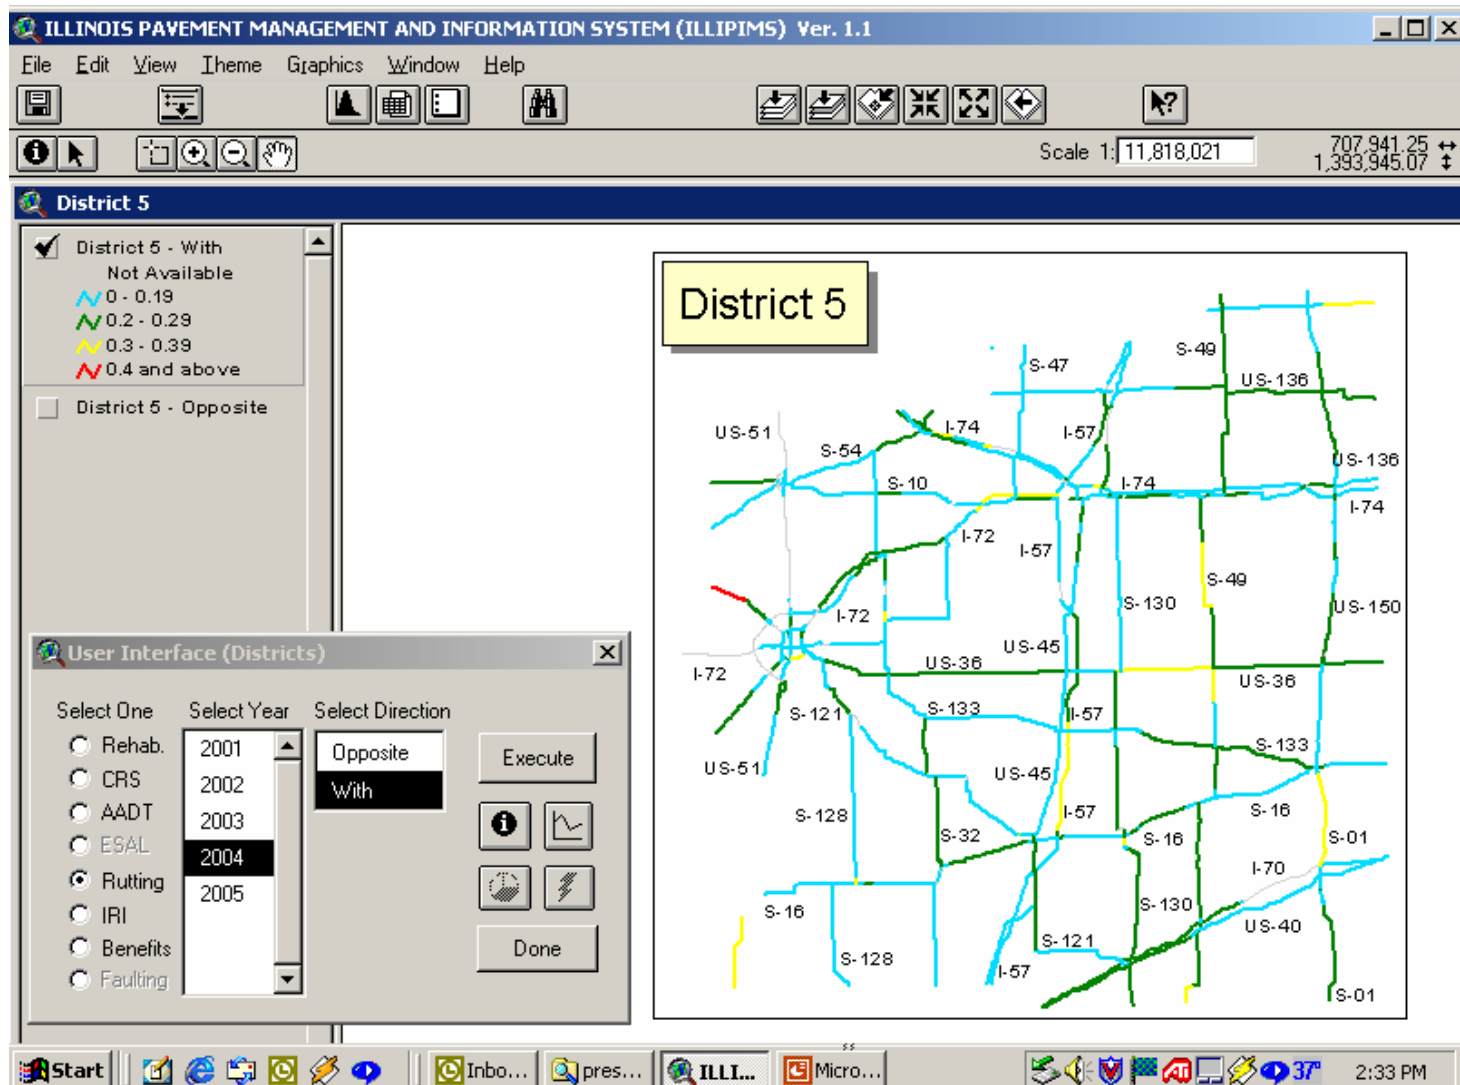 ILLINOIS PAVEMENT MANAGEMENT AND INFORMATION SYSTEM (ILLIPIMS) Ver. 1.1
File Edit View Theme Graphics Window Help
Scale 1: 11,818,021
707,941.25
1,393,945.07
District 5
District 5 - With
Not Available
0 - 0.19
0.2 - 0.29
0.3 - 0.39
0.4 and above
District 5 - Opposite
District 5
S-49
S-47
US-136
US-51
I-74
I-57
S-54
US-136
S-10
I-74
I-74
I-72
I-57
S-49
S-130
US-150
I-72
US-45
US-36
I-72
US-36
S-121
S-133
I-57
S-133
US-51
US-45
S-16
S-128
I-57
S-32
S-16
S-01
I-70
S-16
S-130
US-40
S-121
S-128
I-57
S-01
User Interface (Districts)
Select One Select Year Select Direction
Rehab.
CRS
AADT
ESAL
Rutting
IRI
Benefits
Faulting
2001
2002
2003
2004
2005
Opposite
With
Execute
Done
Start Inbo... pres... ILLI... Micro... 37° 2:33 PM